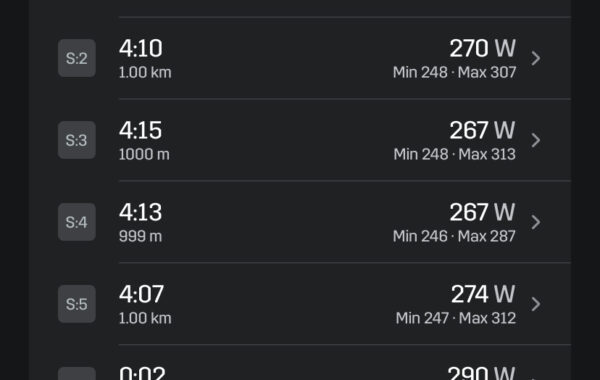 S:2
4:10
270 W
1.00 km
Min 248 · Max 307
S:3
4:15
267 W
1000 m
Min 248 · Max 313
S:4
4:13
267 W
999 m
Min 246 · Max 287
S:5
4:07
274 W
1.00 km
Min 247 · Max 312
0:02
290 W